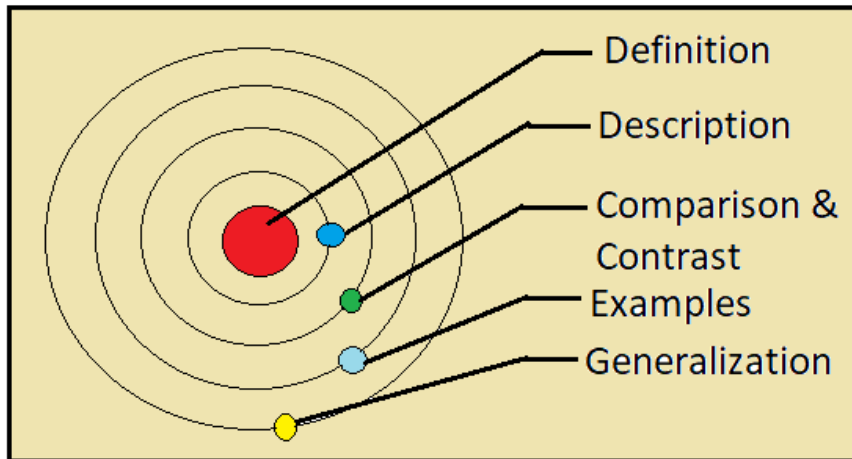 Definition
Description
Comparison &
Contrast
Examples
Generalization